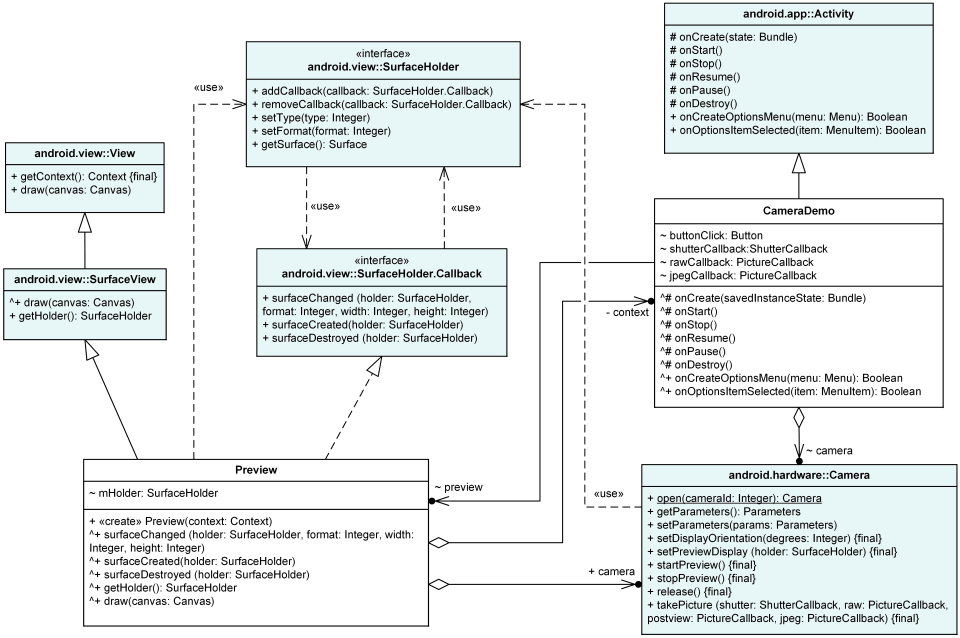 android.app::Activity
# onCreate(state: Bundle)
# onStart()
# onStop()
# onResume()
# onPause()
# onDestroy()
+ onCreateOptionsMenu(menu: Menu): Boolean
+ onOptionsItemSelected(item: MenuItem): Boolean
«interface»
android.view::SurfaceHolder
+ addCallback(callback: SurfaceHolder.Callback)
+ removeCallback(callback: SurfaceHolder.Callback)
+ setType(type: Integer)
+ setFormat(format: Integer)
+ getSurface(): Surface
«use»
android.view::View
+ getContext(): Context {final}
+ draw(canvas: Canvas)
«use»
«use»
CameraDemo
~ buttonClick: Button
~ shutterCallback:ShutterCallback
~ rawCallback: PictureCallback
~ jpegCallback: PictureCallback
^# onCreate(savedInstanceState: Bundle)
^# onStart()
^# onStop()
^# onResume()
^# onPause()
^# onDestroy()
^+ onCreateOptionsMenu(menu: Menu): Boolean
^+ onOptionsItemSelected(item: MenuItem): Boolean
android.view::SurfaceView
^+ draw(canvas: Canvas)
+ getHolder(): SurfaceHolder
«interface»
android.view::SurfaceHolder.Callback
+ surfaceChanged (holder: SurfaceHolder,
format: Integer, width: Integer, height: Integer)
+ surfaceCreated(holder: SurfaceHolder)
+ surfaceDestroyed (holder: SurfaceHolder)
- context
~ camera
Preview
~ mHolder: SurfaceHolder
+ «create» Preview(context: Context)
^+ surfaceChanged (holder: SurfaceHolder, format: Integer, width:
Integer, height: Integer)
^+ surfaceCreated(holder: SurfaceHolder)
^+ surfaceDestroyed (holder: SurfaceHolder)
^+ getHolder(): SurfaceHolder
^+ draw(canvas: Canvas)
~ preview
«use»
+ camera
android.hardware::Camera
+ open(cameraId: Integer): Camera
+ getParameters(): Parameters
+ setParameters(params: Parameters)
+ setDisplayOrientation(degrees: Integer) {final}
+ setPreviewDisplay (holder: SurfaceHolder) {final}
+ startPreview() {final}
+ stopPreview() {final}
+ release() {final}
+ takePicture (shutter: ShutterCallback, raw: PictureCallback,
postview: PictureCallback, jpeg: PictureCallback) {final}